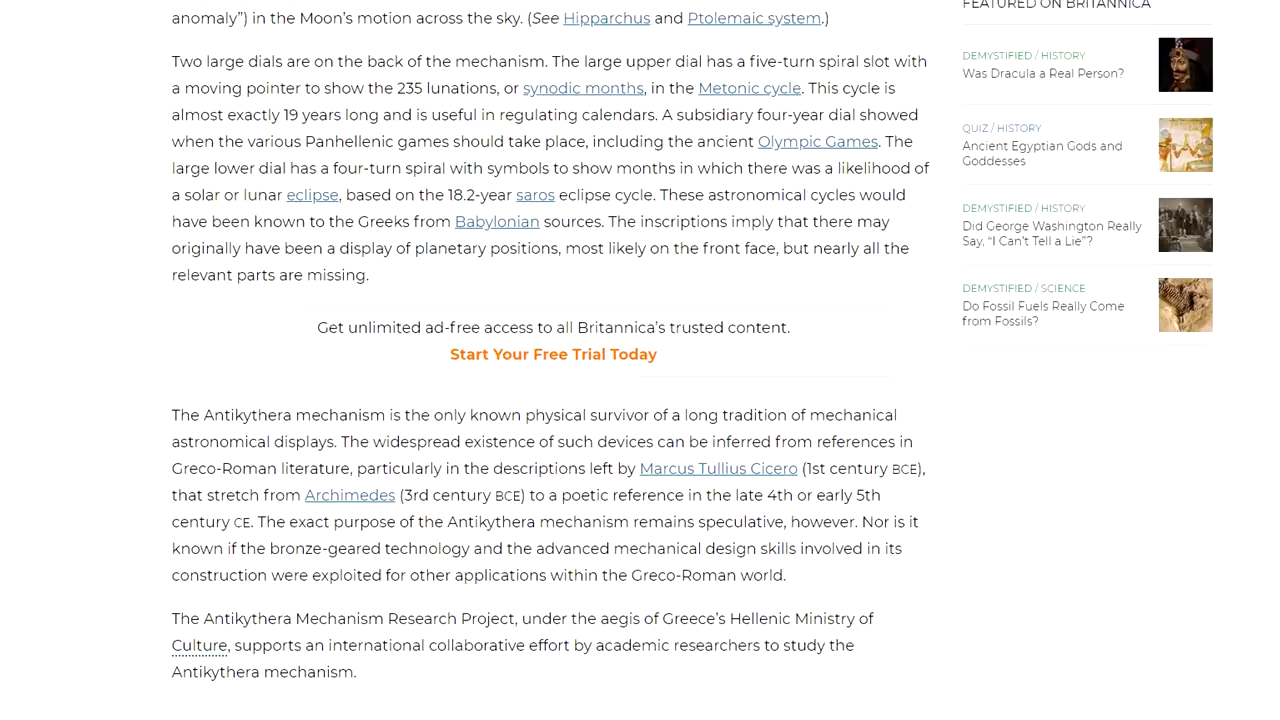 anomaly”) in the Moon’s motion across the sky. (See Hipparchus and Ptolemaic system.)
Two large dials are on the back of the mechanism. The large upper dial has a five-turn spiral slot with
a moving pointer to show the 235 lunations, or synodic months, in the Metonic cycle. This cycle is
almost exactly 19 years long and is useful in regulating calendars. A subsidiary four-year dial showed
when the various Panhellenic games should take place, including the ancient Olympic Games. The
large lower dial has a four-turn spiral with symbols to show months in which there was a likelihood of
a solar or lunar eclipse, based on the 18.2-year saros eclipse cycle. These astronomical cycles would
have been known to the Greeks from Babylonian sources. The inscriptions imply that there may
originally have been a display of planetary positions, most likely on the front face, but nearly all the
relevant parts are missing.
Get unlimited ad-free access to all Britannica’s trusted content.
Start Your Free Trial Today
The Antikythera mechanism is the only known physical survivor of a long tradition of mechanical
astronomical displays. The widespread existence of such devices can be inferred from references in
Greco-Roman literature, particularly in the descriptions left by Marcus Tullius Cicero (1st century BCE),
that stretch from Archimedes (3rd century BCE) to a poetic reference in the late 4th or early 5th
century CE. The exact purpose of the Antikythera mechanism remains speculative, however. Nor is it
known if the bronze-geared technology and the advanced mechanical design skills involved in its
construction were exploited for other applications within the Greco-Roman world.
The Antikythera Mechanism Research Project, under the aegis of Greece’s Hellenic Ministry of
Culture, supports an international collaborative effort by academic researchers to study the
Antikythera mechanism.
FEATURED ON BRITANNICA
DEMYSTIFIED / HISTORY
Was Dracula a Real Person?
QUIZ / HISTORY
Ancient Egyptian Gods and
Goddesses
DEMYSTIFIED / HISTORY
Did George Washington Really
Say, “I Can’t Tell a Lie”?
DEMYSTIFIED / SCIENCE
Do Fossil Fuels Really Come
from Fossils?